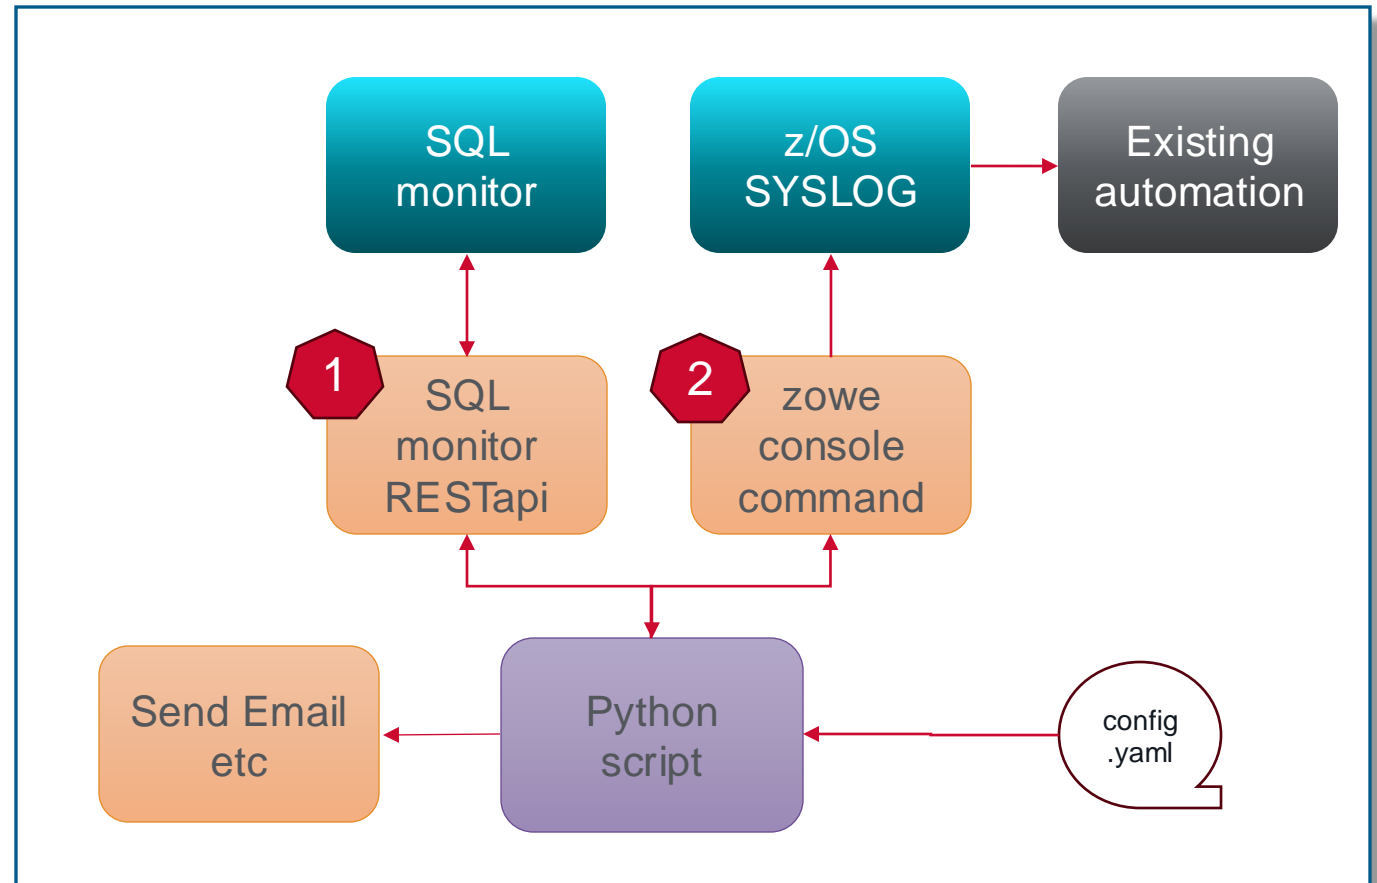 SQL
monitor
z/OS
SYSLOG
Existing
automation
1
SQL
monitor
RESTapi
2
zowe
console
command
Send Email
etc
Python
script
config
.yaml